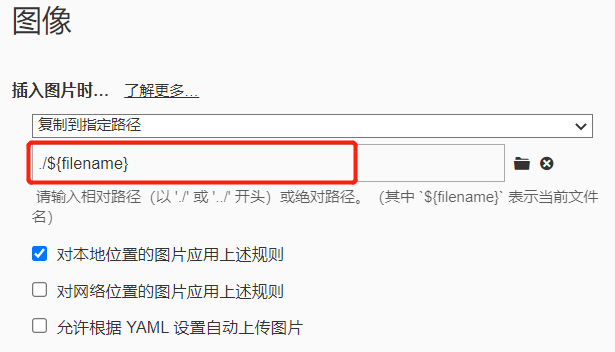 图像
插入图片时... 了解更多...
复制到指定路径
./${filename}
请输入相对路径（以 './' 或 '../' 开头）或绝对路径。（其中 `${filename}` 表示当前文件
名）
对本地位置的图片应用上述规则
对网络位置的图片应用上述规则
允许根据 YAML 设置自动上传图片